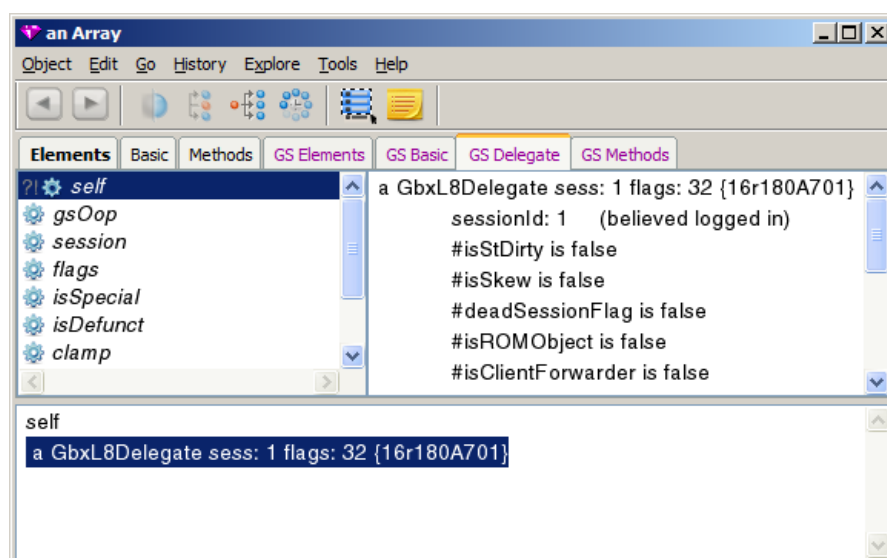 an Array
Object Edit Go History Explore Tools Help
Elements Basic Methods GS Elements GS Basic GS Delegate GS Methods
?! self
gsOop
session
flags
isSpecial
isDefunct
clamp
a GbxL8Delegate sess: 1 flags: 32 {16r180A701}
sessionId: 1 (believed logged in)
#isStDirty is false
#isSkew is false
#deadSessionFlag is false
#isROMObject is false
#isClientForwarder is false
self
a GbxL8Delegate sess: 1 flags: 32 {16r180A701}